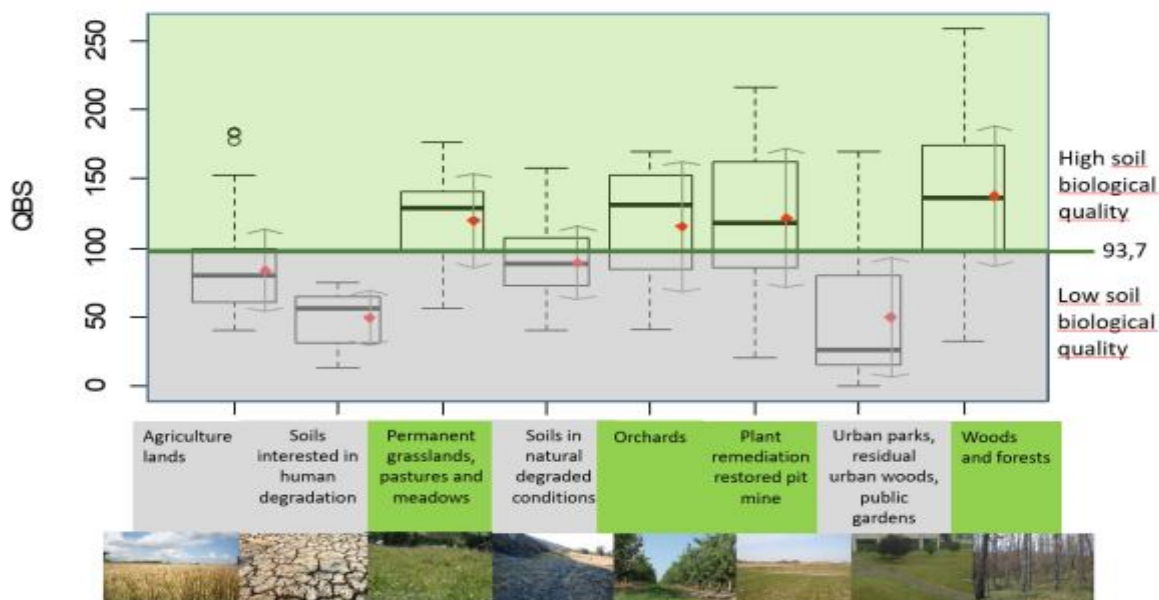 250
200
150
100
50
0
QBS
High soil
biological
quality
93,7
Low soil
biological
quality
Agriculture
lands
Soils
interested in
human
degradation
Permanent
grasslands,
pastures and
meadows
Soils in
natural
degraded
conditions
Orchards
Plant
remediation
restored pit
mine
Urban parks,
residual
urban woods,
public
gardens
Woods
and forests